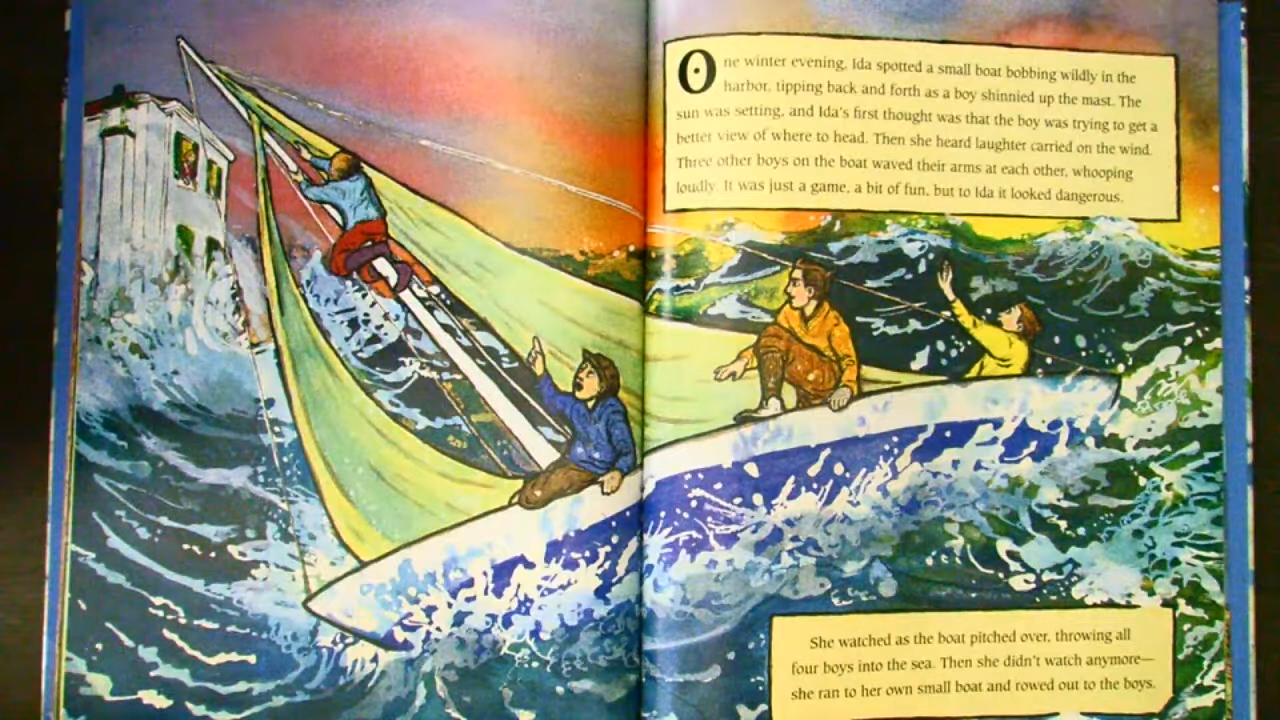 One winter evening, Ida spotted a small boat bobbing wildly in the
harbor, tipping back and forth as a boy shinnied up the mast. The
sun was setting, and Ida's first thought was that the boy was trying to get a
better view of where to head. Then she heard laughter carried on the wind.
Three other boys on the boat waved their arms at each other, whooping
loudly. It was just a game, a bit of fun, but to Ida it looked dangerous.
She watched as the boat pitched over, throwing all
four boys into the sea. Then she didn't watch anymore—
she ran to her own small boat and rowed out to the boys.